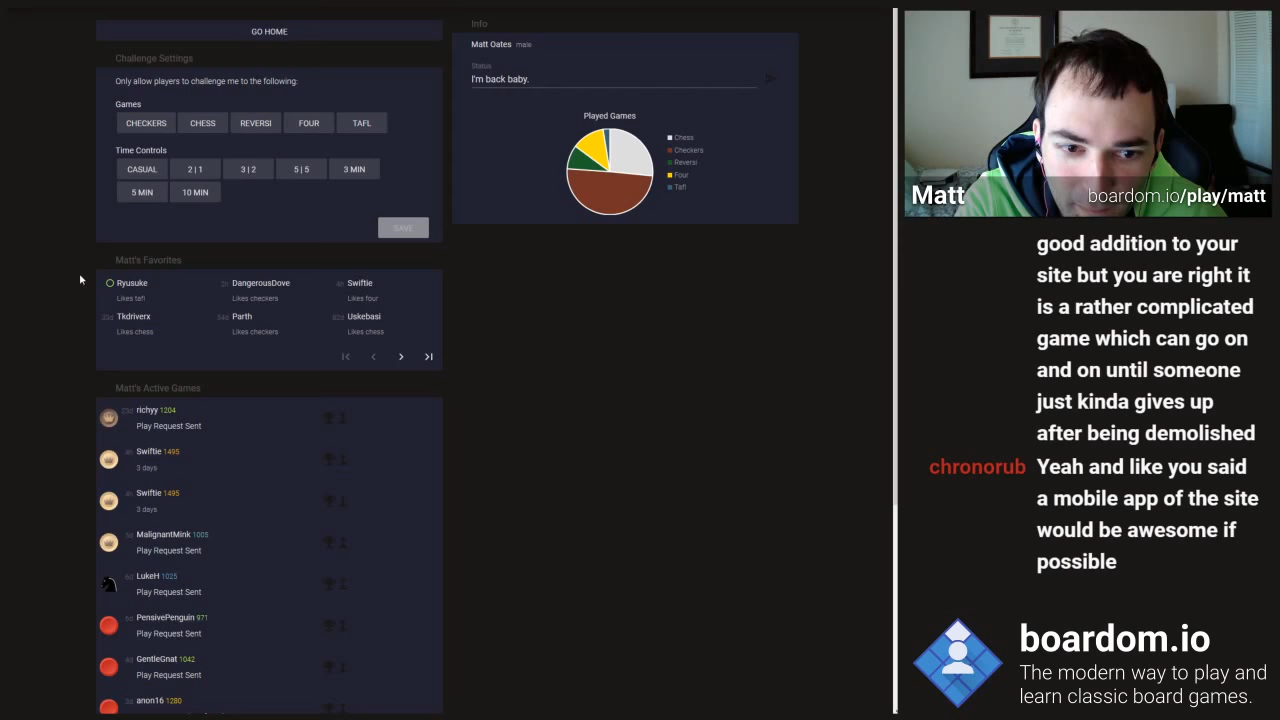 GO HOME
Challenge Settings
Only allow players to challenge me to the following:
Games
CHECKERS CHESS REVERSI FOUR TAFL
Time Controls
CASUAL 2 | 1 3 | 2 5 | 5 3 MIN
5 MIN 10 MIN
SAVE
Matt's Favorites
Ryusuke 2h DangerousDove 4h Swiftie
Likes tafl Likes checkers Likes four
33d Tkdriverx 54d Parth 82d Uskebasi
Likes chess Likes checkers Likes chess
Matt's Active Games
richyy 1204
Play Request Sent
4h Swiftie 1495
3 days
4h Swiftie 1495
3 days
MalignantMink 1005
Play Request Sent
6d LukeH 1025
Play Request Sent
PensivePenguin 971
Play Request Sent
GentleGnat 1042
Play Request Sent
anon16 1280
Info
Matt Oates male
Status
I'm back baby.
Played Games
Chess
Checkers
Reversi
Four
Tafl
Matt boardom.io/play/matt
good addition to your
site but you are right it
is a rather complicated
game which can go on
and on until someone
just kinda gives up
after being demolished
chronorub Yeah and like you said
a mobile app of the site
would be awesome if
possible
boardom.io
The modern way to play and
learn classic board games.